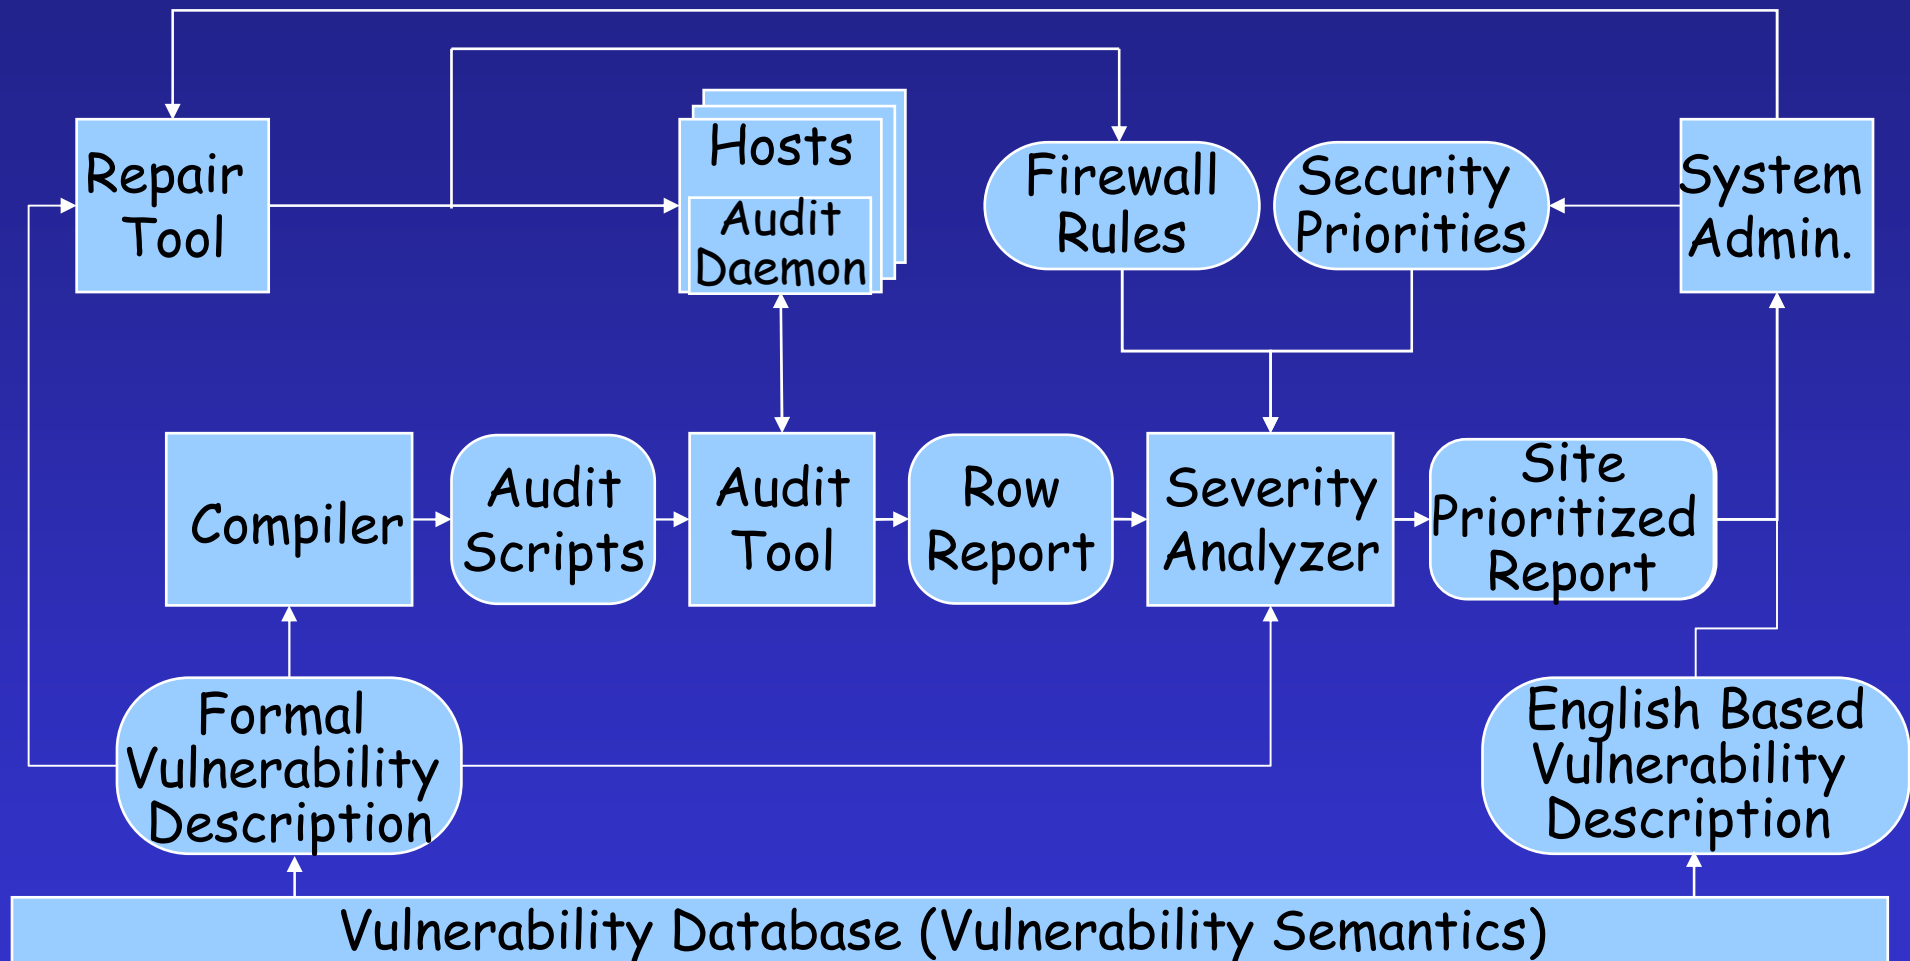 Repair
Tool
Hosts
Audit
Daemon
Firewall
Rules
Security
Priorities
System
Admin.
Compiler
Audit
Scripts
Audit
Tool
Row
Report
Severity
Analyzer
Site
Prioritized
Report
Formal
Vulnerability
Description
English Based
Vulnerability
Description
Vulnerability Database (Vulnerability Semantics)